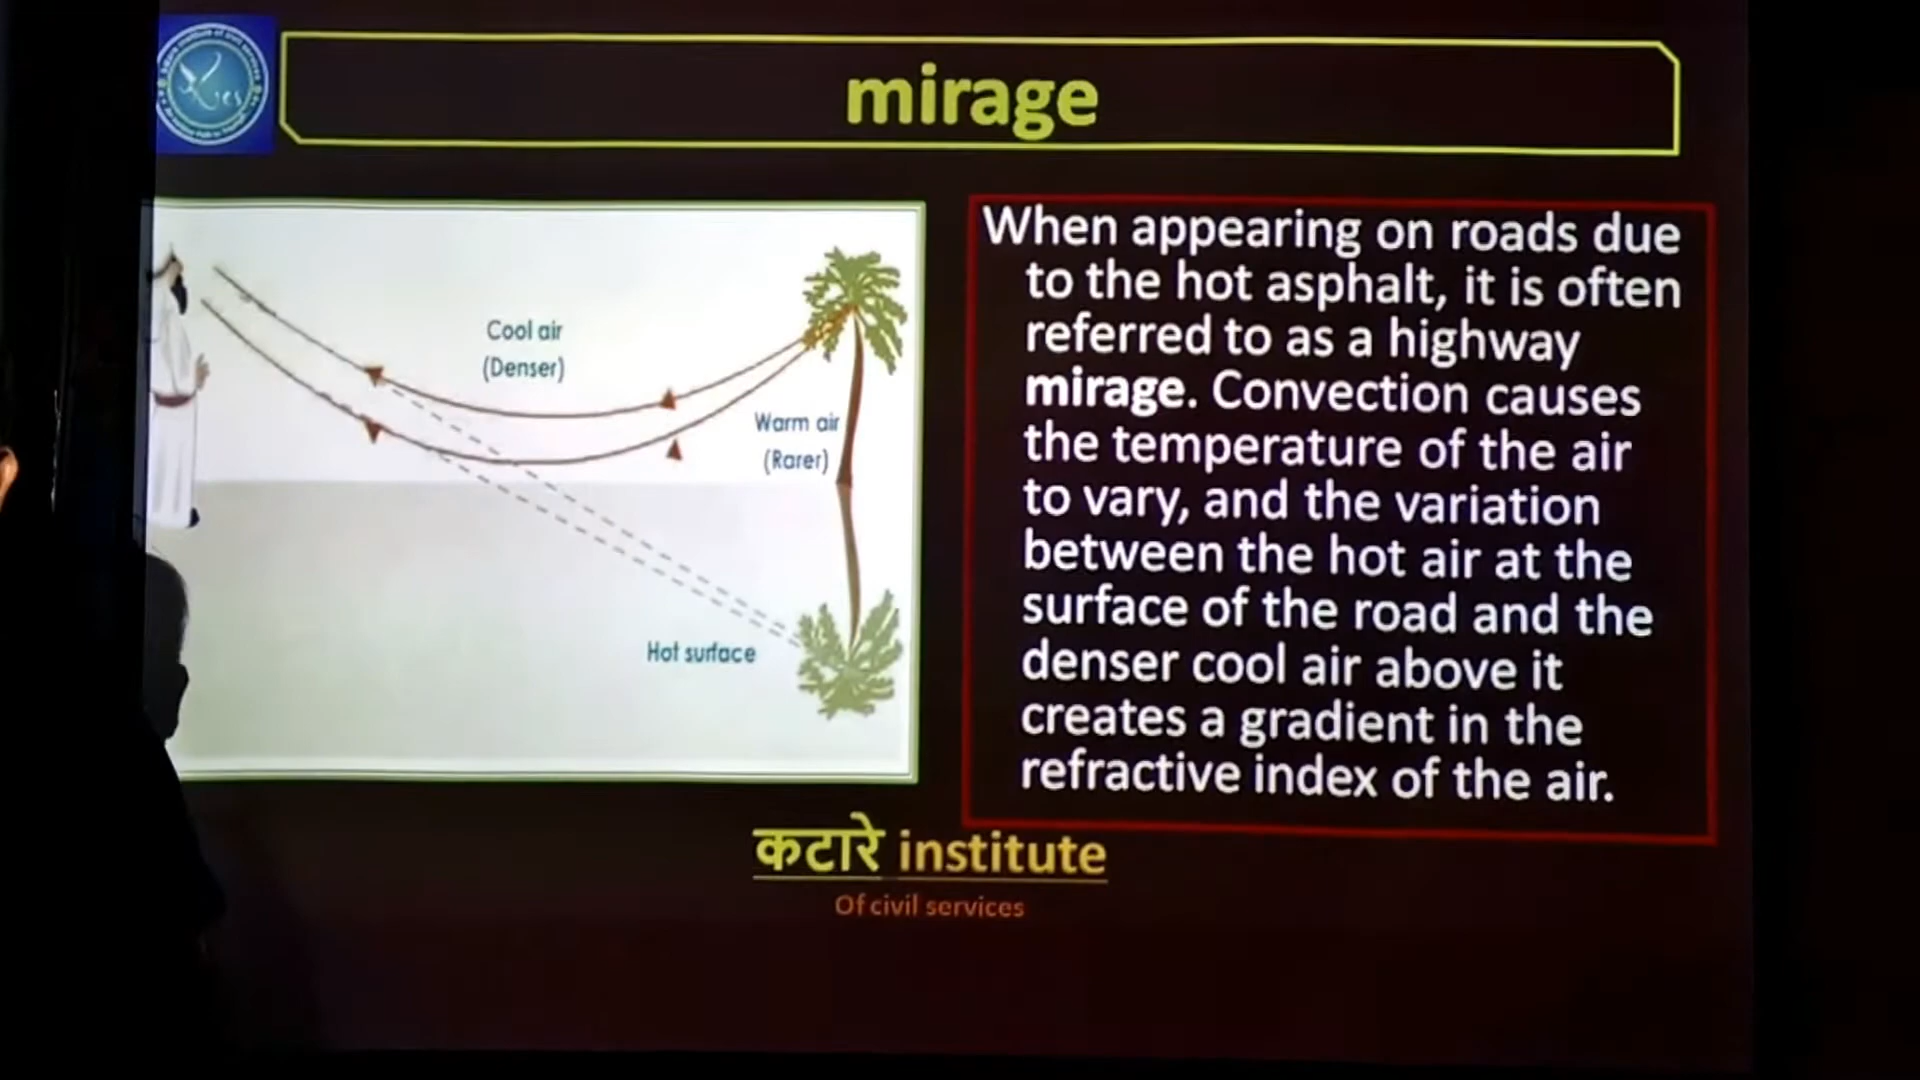 mirage
Cool air
(Denser)
Warm air
(Rarer)
Hot surface
When appearing on roads due
to the hot asphalt, it is often
referred to as a highway
mirage. Convection causes
the temperature of the air
to vary, and the variation
between the hot air at the
surface of the road and the
denser cool air above it
creates a gradient in the
refractive index of the air.
कटारे institute
Of civil services